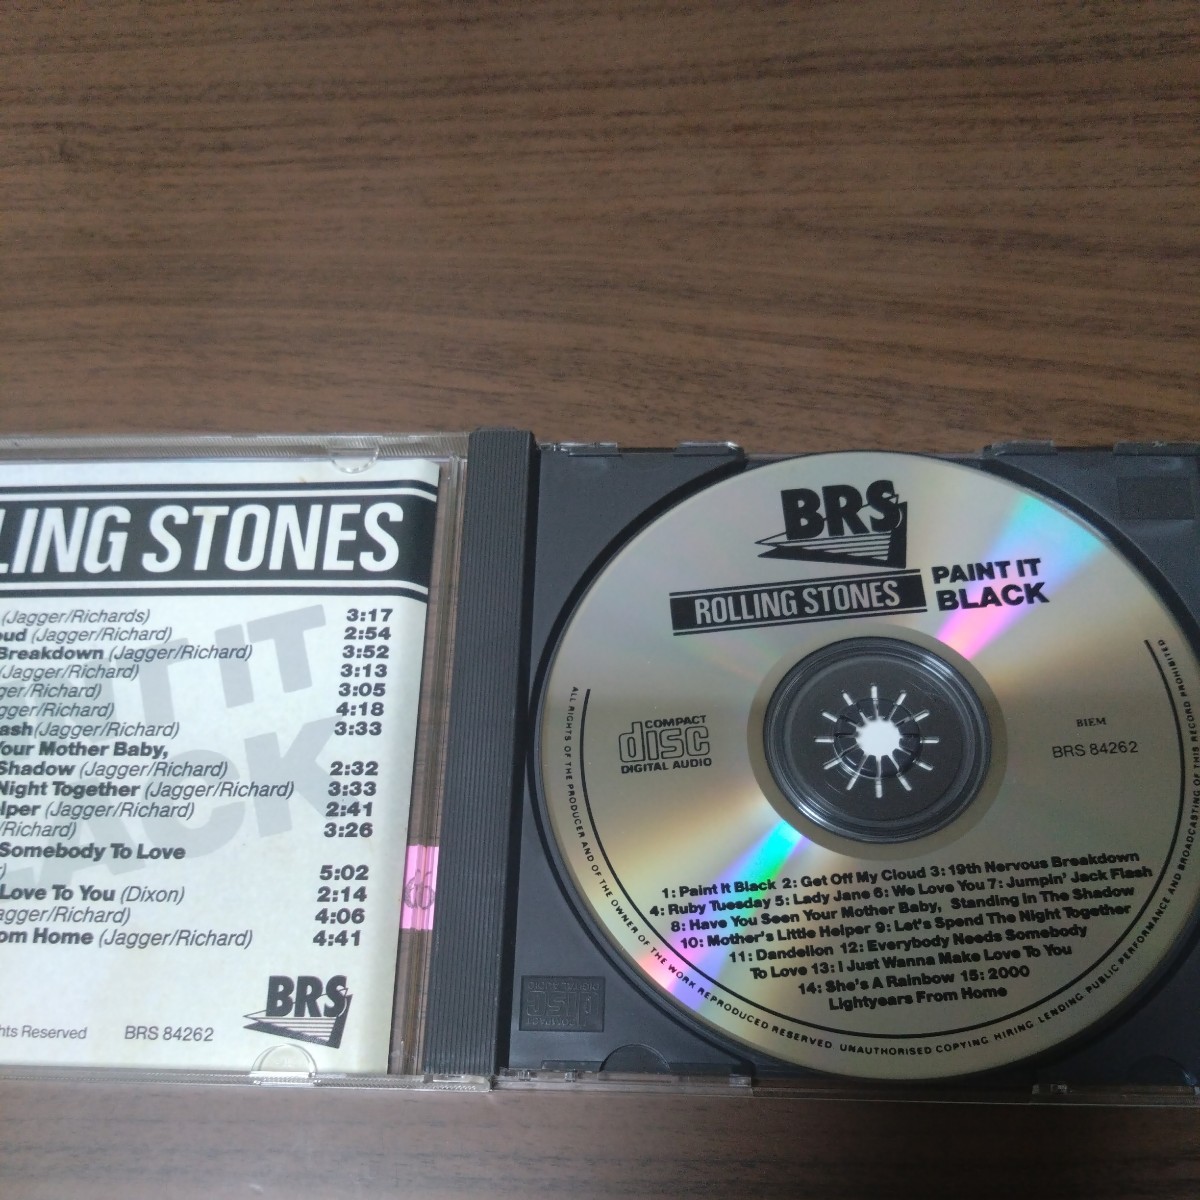 LING STONES
(Jagger/Richards) 3:17
oud (Jagger/Richard) 2:54
Breakdown (Jagger/Richard) 3:52
(Jagger/Richard) 3:13
ger/Richard) 3:05
gger/Richard) 4:18
ash (Jagger/Richard) 3:33
Your Mother Baby,
Shadow (Jagger/Richard) 2:32
Night Together (Jagger/Richard) 3:33
elper (Jagger/Richard) 2:41
/Richard) 3:26
Somebody To Love
5:02
Love To You (Dixon) 2:14
agger/Richard) 4:06
om Home (Jagger/Richard) 4:41
BRS
hts Reserved BRS 84262
BRS
ROLLING STONES
PAINT IT
BLACK
COMPACT
disc
DIGITAL AUDIO
BIEM
BRS 84262
1: Paint It Black 2: Get Off My Cloud 3: 19th Nervous Breakdown
4: Ruby Tuesday 5: Lady Jane 6: We Love You 7: Jumpin' Jack Flash
8: Have You Seen Your Mother Baby, Standing In The Shadow
10: Mother's Little Helper 9: Let's Spend The Night Together
11: Dandelion 12: Everybody Needs Somebody
To Love 13: I Just Wanna Make Love To You
14: She's A Rainbow 15: 2000
Lightyears From Home
ALL RIGHTS OF THE PRODUCER AND OF THE OWNER OF THE WORK REPRODUCED RESERVED UNAUTHORISED COPYING HIRING LENDING PUBLIC PERFORMANCE AND BROADCASTING OF THIS RECORD PROHIBITED
COMPACT
disc
DIGITAL AUDIO